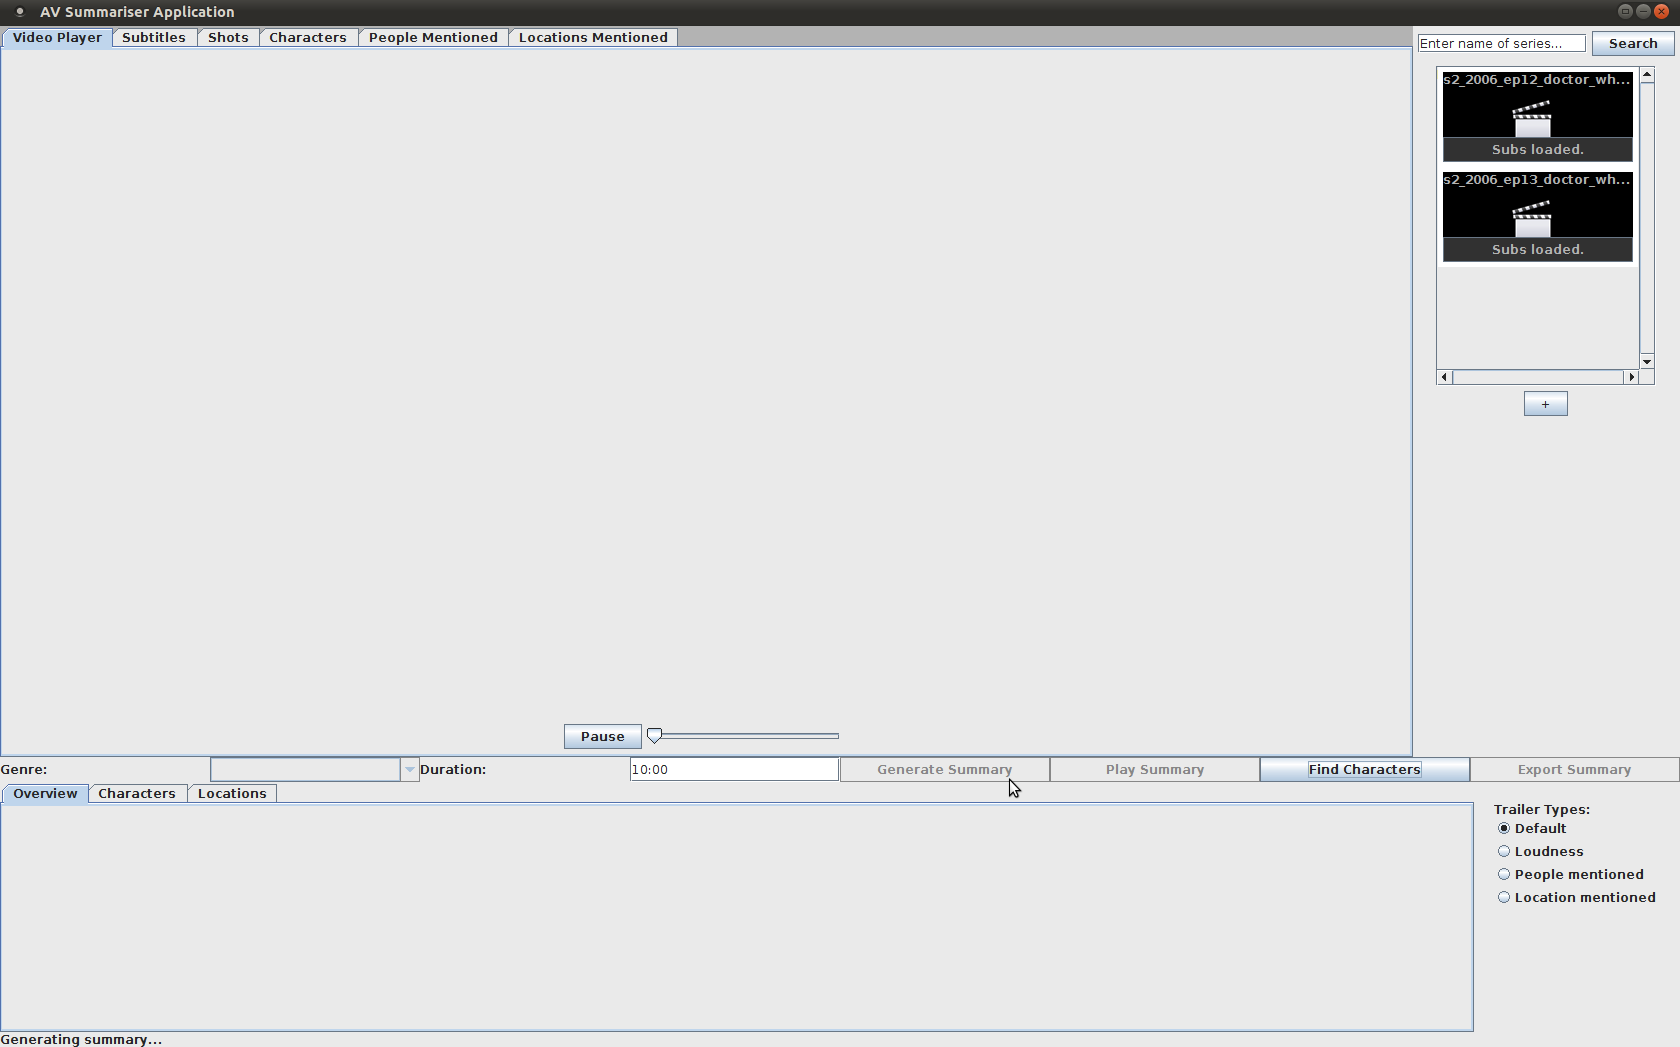 AV Summariser Application
Video Player Subtitles Shots Characters People Mentioned Locations Mentioned
Enter name of series... Search
s2_2006_ep12_doctor_wh...
Subs loaded.
s2_2006_ep13_doctor_wh...
Subs loaded.
+
Pause
Genre: Duration: 10:00 Generate Summary Play Summary Find Characters Export Summary
Overview Characters Locations
Trailer Types:
Default
Loudness
People mentioned
Location mentioned
Generating summary...